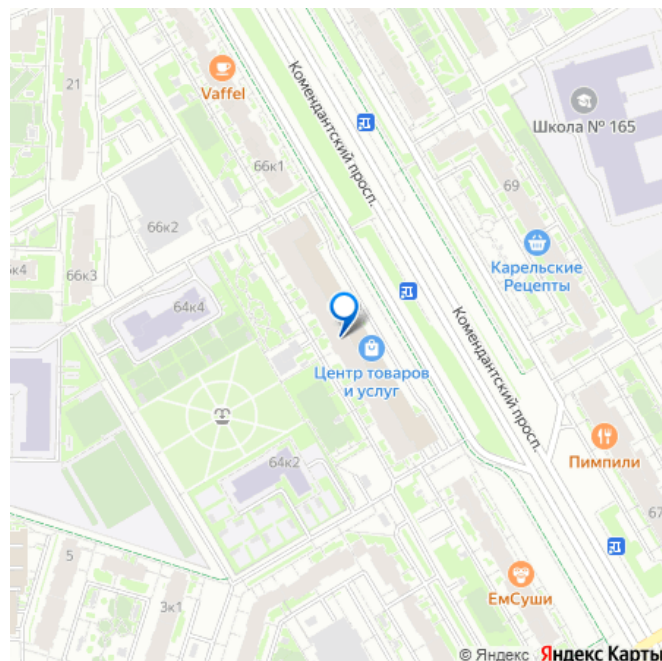 21
Vaffel
Комендантский просп.
Школа № 165
66к1
69
66к2
Карельские
Рецепты
к4
66к3
64к4
Центр товаров
и услуг
Комендантский просп.
Пимпили
64к2
67
5
3к1
ЕмСуши
© Яндекс Яндекс Карты